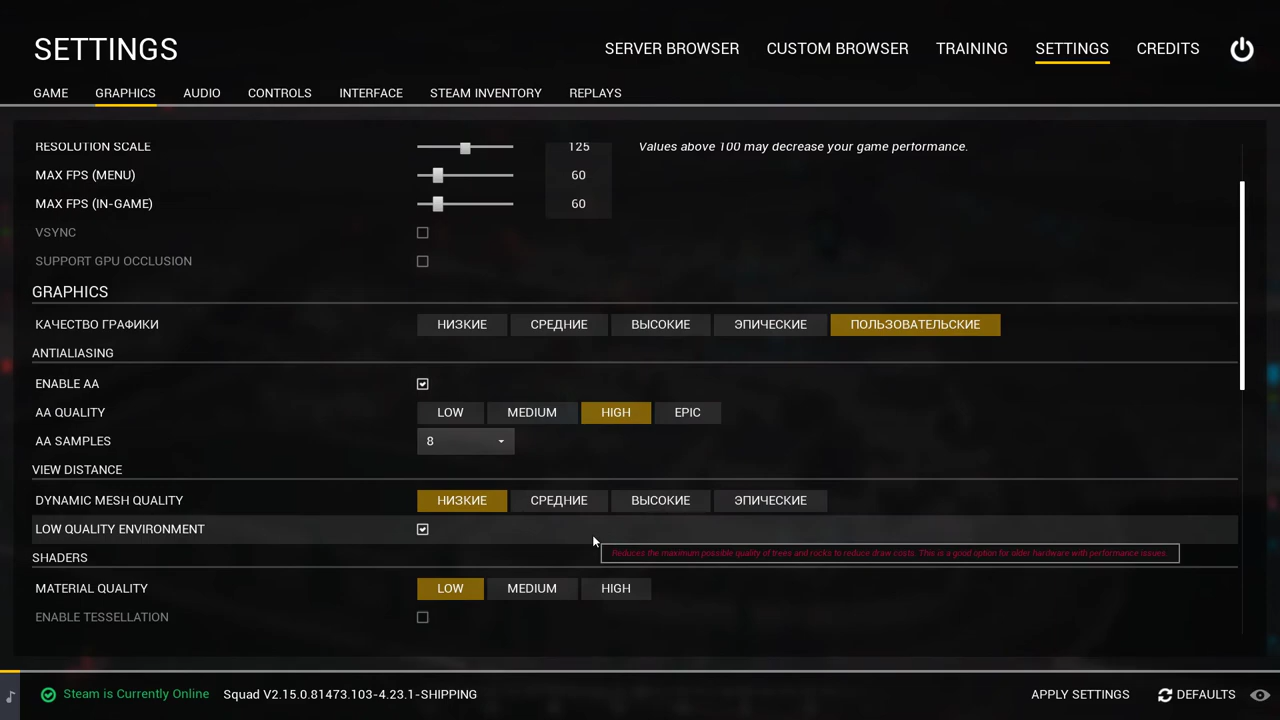 SETTINGS
SERVER BROWSER CUSTOM BROWSER TRAINING SETTINGS CREDITS
GAME GRAPHICS AUDIO CONTROLS INTERFACE STEAM INVENTORY REPLAYS
RESOLUTION SCALE 125 Values above 100 may decrease your game performance.
MAX FPS (MENU) 60
MAX FPS (IN-GAME) 60
VSYNC
SUPPORT GPU OCCLUSION
GRAPHICS
КАЧЕСТВО ГРАФИКИ НИЗКИЕ СРЕДНИЕ ВЫСОКИЕ ЭПИЧЕСКИЕ ПОЛЬЗОВАТЕЛЬСКИЕ
ANTIALIASING
ENABLE AA
AA QUALITY LOW MEDIUM HIGH EPIC
AA SAMPLES 8
VIEW DISTANCE
DYNAMIC MESH QUALITY НИЗКИЕ СРЕДНИЕ ВЫСОКИЕ ЭПИЧЕСКИЕ
LOW QUALITY ENVIRONMENT
Reduces the maximum possible quality of trees and rocks to reduce draw costs. This is a good option for older hardware with performance issues.
SHADERS
MATERIAL QUALITY LOW MEDIUM HIGH
ENABLE TESSELLATION
Steam is Currently Online Squad V2.15.0.81473.103-4.23.1-SHIPPING APPLY SETTINGS DEFAULTS